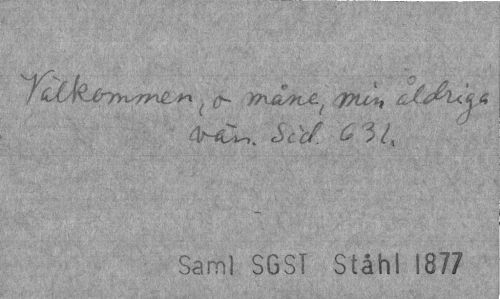 Välkommen, o måne, min åldriga
vän. Sid. 631.
Saml SGST Ståhl 1877